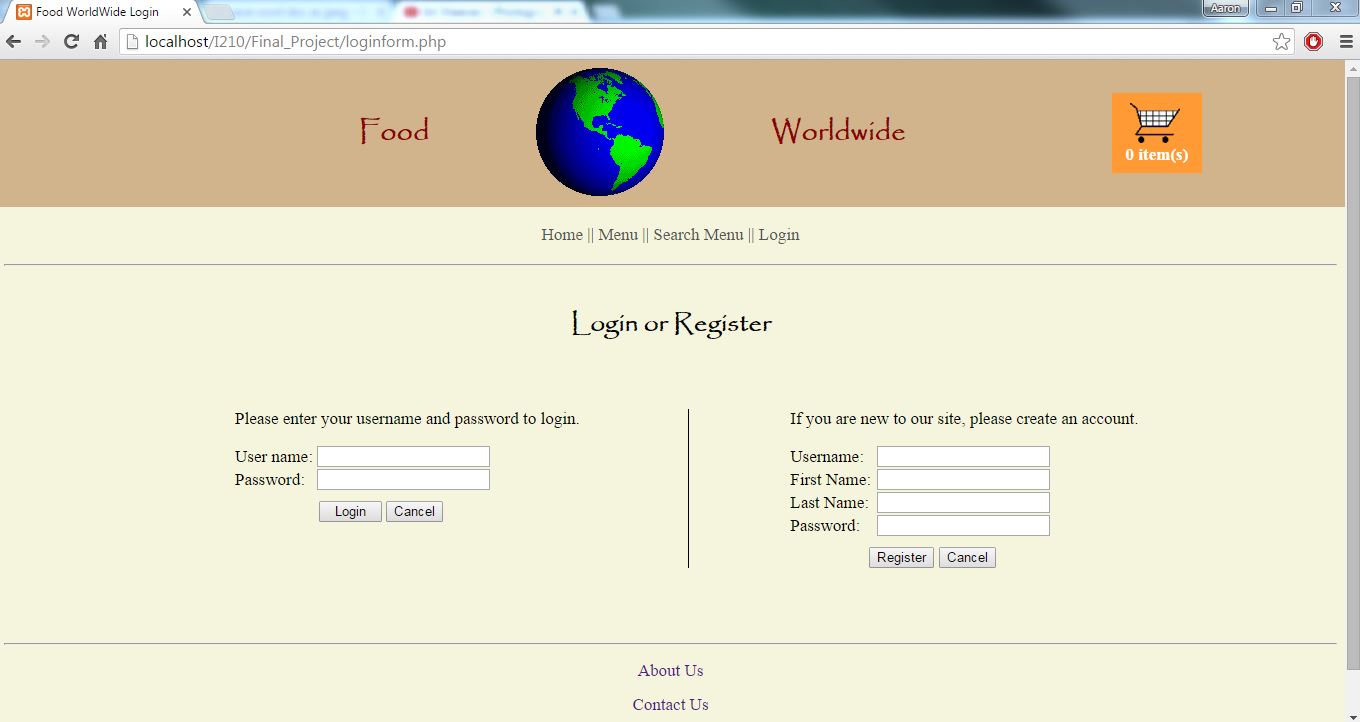 Food WorldWide Login
Aaron
localhost/I210/Final_Project/loginform.php
Food Worldwide
0 item(s)
Home || Menu || Search Menu || Login
Login or Register
Please enter your username and password to login.
User name:
Password:
Login Cancel
If you are new to our site, please create an account.
Username:
First Name:
Last Name:
Password:
Register Cancel
About Us
Contact Us